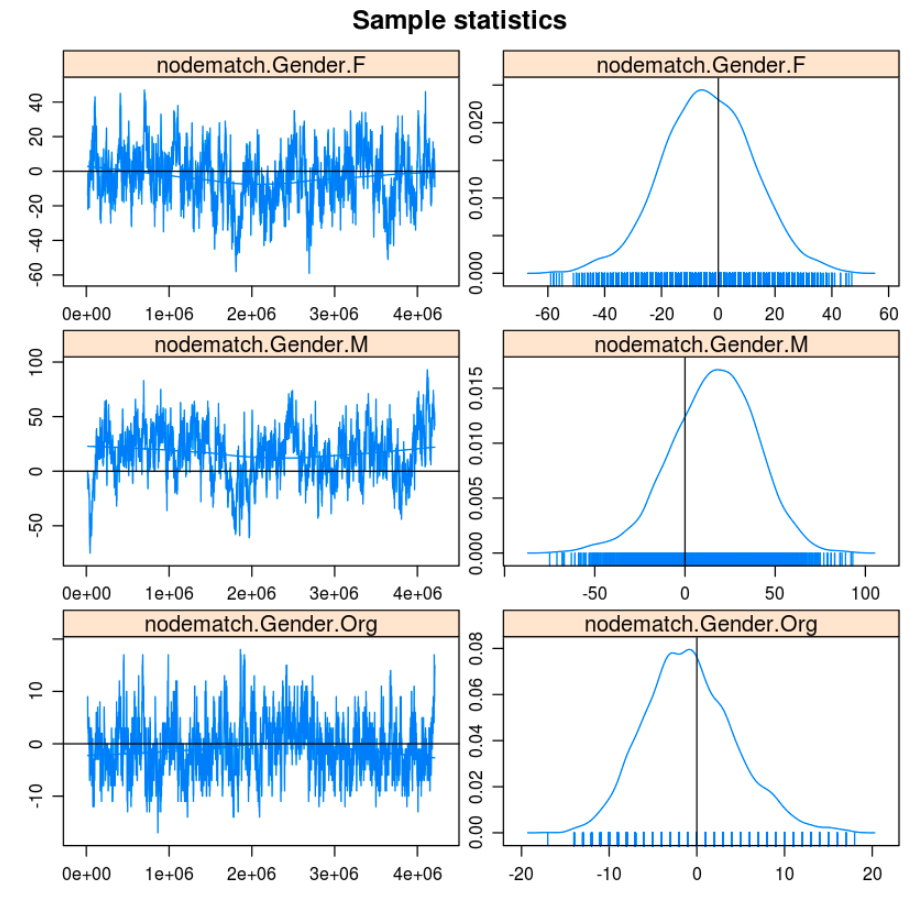 Sample statistics
nodematch.Gender.F
40
20
0
-20
-40
-60
0e+00 1e+06 2e+06 3e+06 4e+06
nodematch.Gender.F
0.020
0.010
0.000
-60 -40 -20 0 20 40 60
nodematch.Gender.M
100
50
0
-50
0e+00 1e+06 2e+06 3e+06 4e+06
nodematch.Gender.M
0.015
0.010
0.005
0.000
-50 0 50 100
nodematch.Gender.Org
10
0
-10
0e+00 1e+06 2e+06 3e+06 4e+06
nodematch.Gender.Org
0.08
0.06
0.04
0.02
0.00
-20 -10 0 10 20